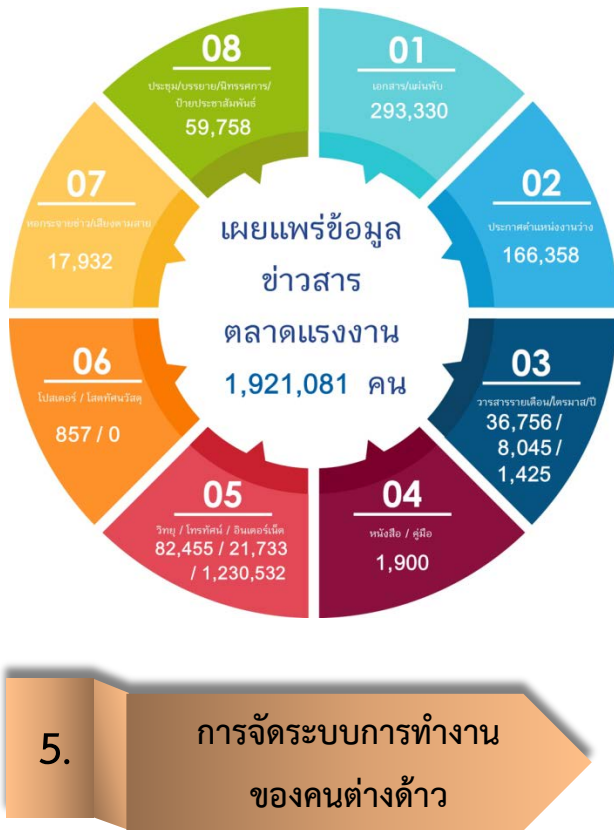 08
ประชุม/บรรยาย/นิทรรศการ/
ป้ายประชาสัมพันธ์
59,758
01
เอกสาร/แผ่นพับ
293,330
07
หอกระจายข่าว/เสียงตามสาย
17,932
02
ประกาศตำแหน่งงานว่าง
166,358
เผยแพร่ข้อมูล
ข่าวสาร
ตลาดแรงงาน
1,921,081 คน
06
โปสเตอร์ / โสตทัศนวัสดุ
857 / 0
03
วารสารรายเดือน/ไตรมาส/ปี
36,756 /
8,045 /
1,425
05
วิทยุ / โทรทัศน์ / อินเตอร์เน็ต
82,455 / 21,733
/ 1,230,532
04
หนังสือ / คู่มือ
1,900
5.
การจัดระบบการทำงาน
ของคนต่างด้าว